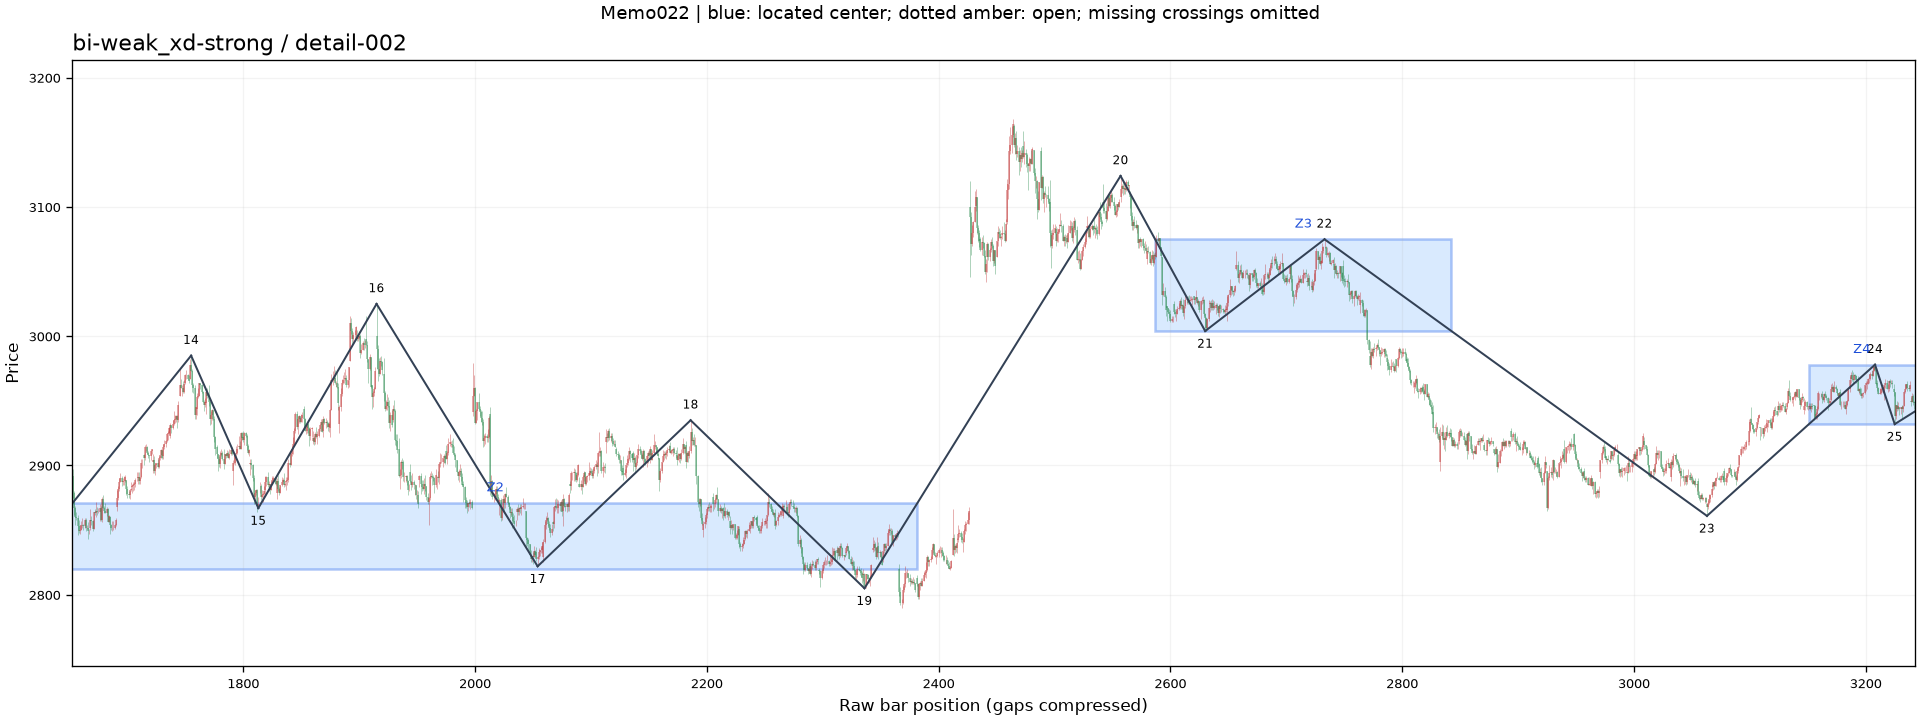 Memo022 | blue: located center; dotted amber: open; missing crossings omitted
bi-weak_xd-strong / detail-002
3200
3100
3000
2900
2800
Price
14
15
16
Z2
17
18
19
20
21
Z3 22
23
Z4 24
25
1800 2000 2200 2400 2600 2800 3000 3200
Raw bar position (gaps compressed)